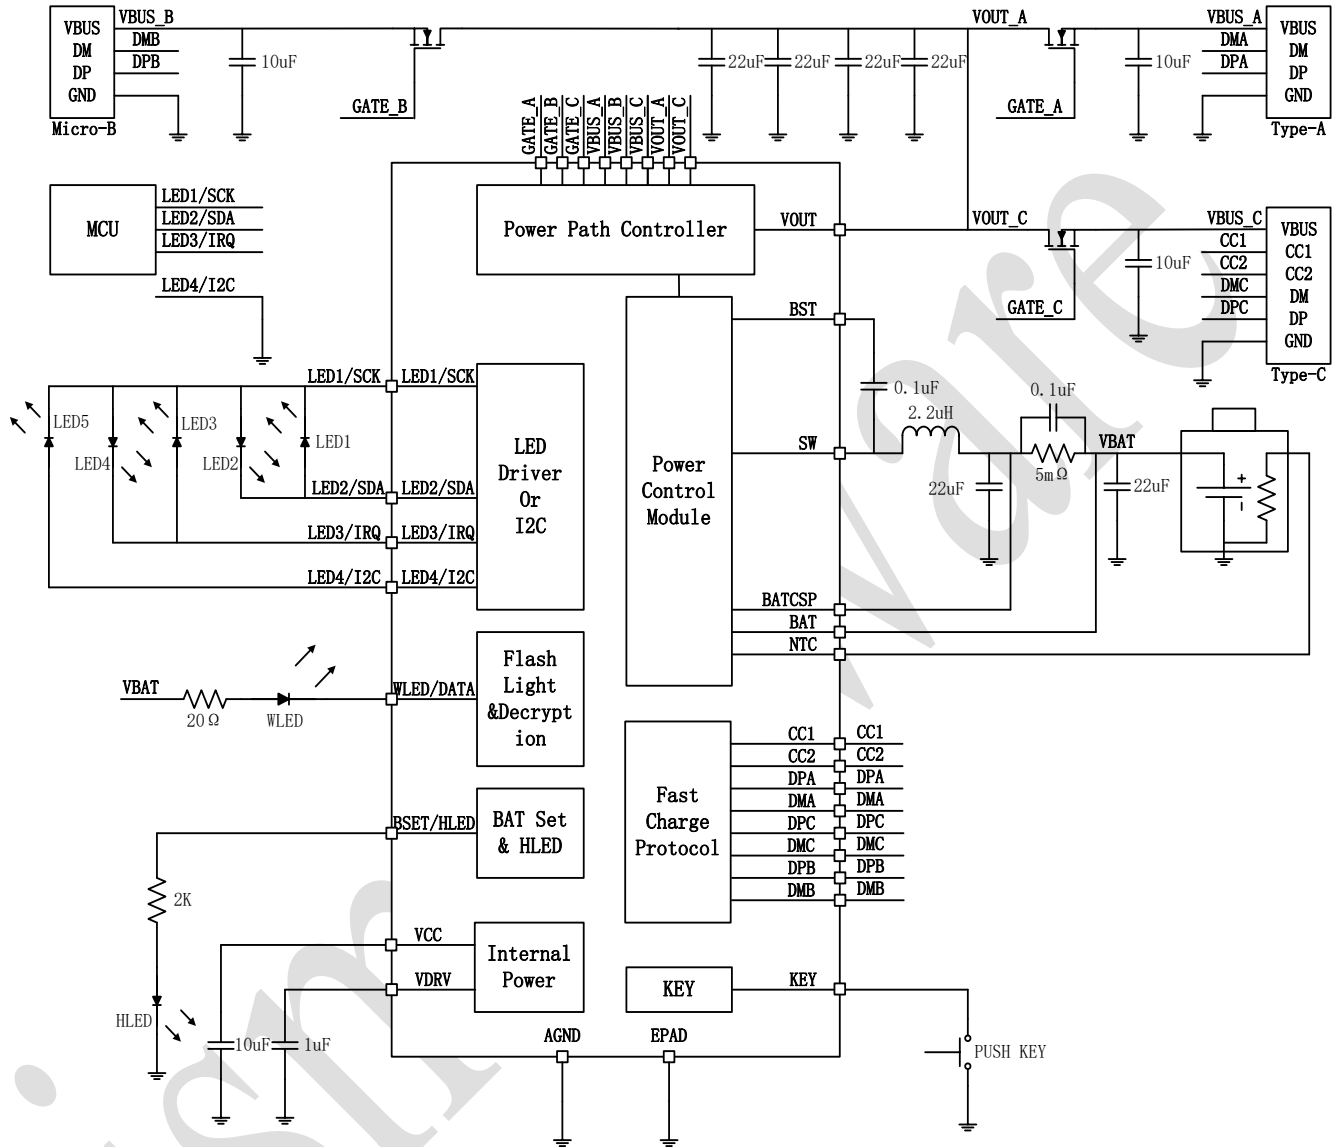 VBUS_B
VBUS
DMB
DM
DPB
DP
GND
Micro-B
10uF
GATE_B
22uF
22uF
22uF
22uF
VOUT_A
GATE_A
VBUS_A
VBUS
DMA
DM
DPA
DP
GND
Type-A
10uF
GATE_A
GATE_B
GATE_C
VBUS_A
VBUS_B
VBUS_C
VOUT_A
VOUT_C
MCU
LED1/SCK
LED2/SDA
LED3/IRQ
LED4/I2C
Power Path Controller
VOUT
VOUT_C
GATE_C
VBUS_C
VBUS
CC1
CC1
CC2
CC2
DMC
DM
DPC
DP
GND
Type-C
10uF
BST
0.1uF
2.2uH
SW
0.1uF
5mΩ
VBAT
22uF
22uF
+
-
Power
Control
Module
BATCSP
BAT
NTC
LED1/SCK
LED1/SCK
LED5
LED4
LED3
LED2
LED1
LED2/SDA
LED2/SDA
LED3/IRQ
LED3/IRQ
LED4/I2C
LED4/I2C
LED
Driver
Or
I2C
VBAT
20Ω
WLED
WLED/DATA
Flash
Light
&Decrypt
ion
BSET/HLED
BAT Set
& HLED
2K
HLED
Fast
Charge
Protocol
CC1
CC1
CC2
CC2
DPA
DPA
DMA
DMA
DPC
DPC
DMC
DMC
DPB
DPB
DMB
DMB
VCC
VDRV
Internal
Power
10uF
1uF
KEY
KEY
PUSH KEY
AGND
EPAD